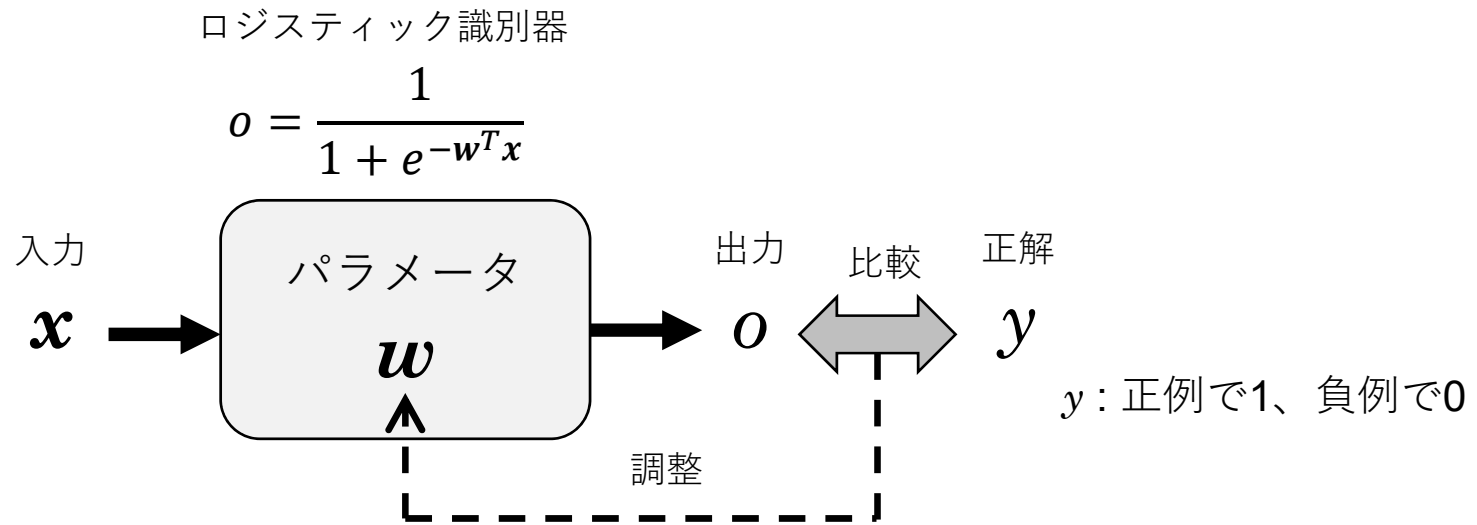 ロジスティック識別器
o = \frac{1}{1 + e^{-w^T x}}
入力
x
パラメータ
w
出力
o
比較
正解
y
y : 正例で1、負例で0
調整